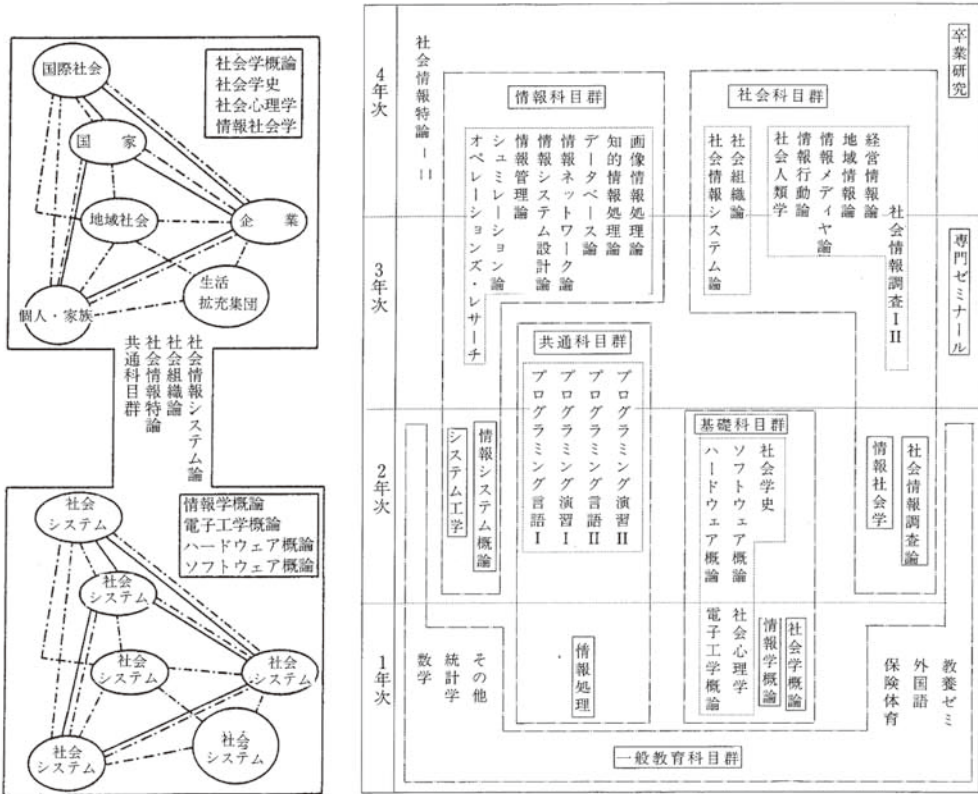 国際社会
国家
地域社会
企業
生活
拡充集団
個人・家族
社会学概論
社会学史
社会心理学
情報社会学
社会情報システム論
社会組織論
社会情報特論
共通科目群
社会
システム
社会
システム
社会
システム
社会
システム
社会
システム
社会
システム
情報学概論
電子工学概論
ハードウェア概論
ソフトウェア概論
4年次
3年次
2年次
1年次
卒業研究
専門ゼミナール
社会情報特論ⅠⅡ
情報科目群
画像情報処理論
知的情報処理論
データベース論
情報ネットワーク論
情報システム設計論
情報管理論
シュミレーション論
オペレーションズ・レサーチ
社会科目群
社会情報調査ⅠⅡ
経営情報論
地域情報論
情報メディヤ論
情報行動論
社会人類学
社会組織論
社会情報システム論
共通科目群
プログラミング演習Ⅱ
プログラミング言語Ⅱ
プログラミング演習Ⅰ
プログラミング言語Ⅰ
情報システム概論
システム工学
基礎科目群
社会学史
ソフトウェア概論
ハードウェア概論
社会情報調査論
情報社会学
社会学概論
情報学概論
社会心理学
電子工学概論
情報処理
その他
統計学
数学
教養ゼミ
外国語
保険体育
一般教育科目群